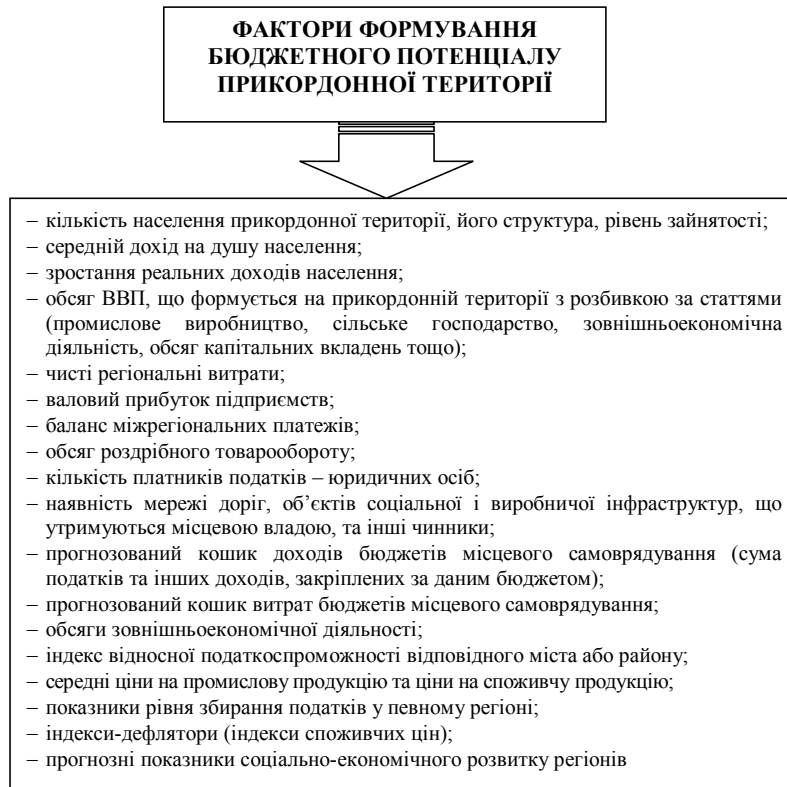 ФАКТОРИ ФОРМУВАННЯ
БЮДЖЕТНОГО ПОТЕНЦІАЛУ
ПРИКОРДОННОЇ ТЕРИТОРІЇ
– кількість населення прикордонної території, його структура, рівень зайнятості;
– середній дохід на душу населення;
– зростання реальних доходів населення;
– обсяг ВВП, що формується на прикордонній території з розбивкою за статтями
(промислове виробництво, сільське господарство, зовнішньоекономічна
діяльність, обсяг капітальних вкладень тощо);
– чисті регіональні витрати;
– валовий прибуток підприємств;
– баланс міжрегіональних платежів;
– обсяг роздрібного товарообороту;
– кількість платників податків – юридичних осіб;
– наявність мережі доріг, об’єктів соціальної і виробничої інфраструктур, що
утримуються місцевою владою, та інші чинники;
– прогнозований кошик доходів бюджетів місцевого самоврядування (сума
податків та інших доходів, закріплених за даним бюджетом);
– прогнозований кошик витрат бюджетів місцевого самоврядування;
– обсяги зовнішньоекономічної діяльності;
– індекс відносної податкоспроможності відповідного міста або району;
– середні ціни на промислову продукцію та ціни на споживчу продукцію;
– показники рівня збирання податків у певному регіоні;
– індекси-дефлятори (індекси споживчих цін);
– прогнозні показники соціально-економічного розвитку регіонів